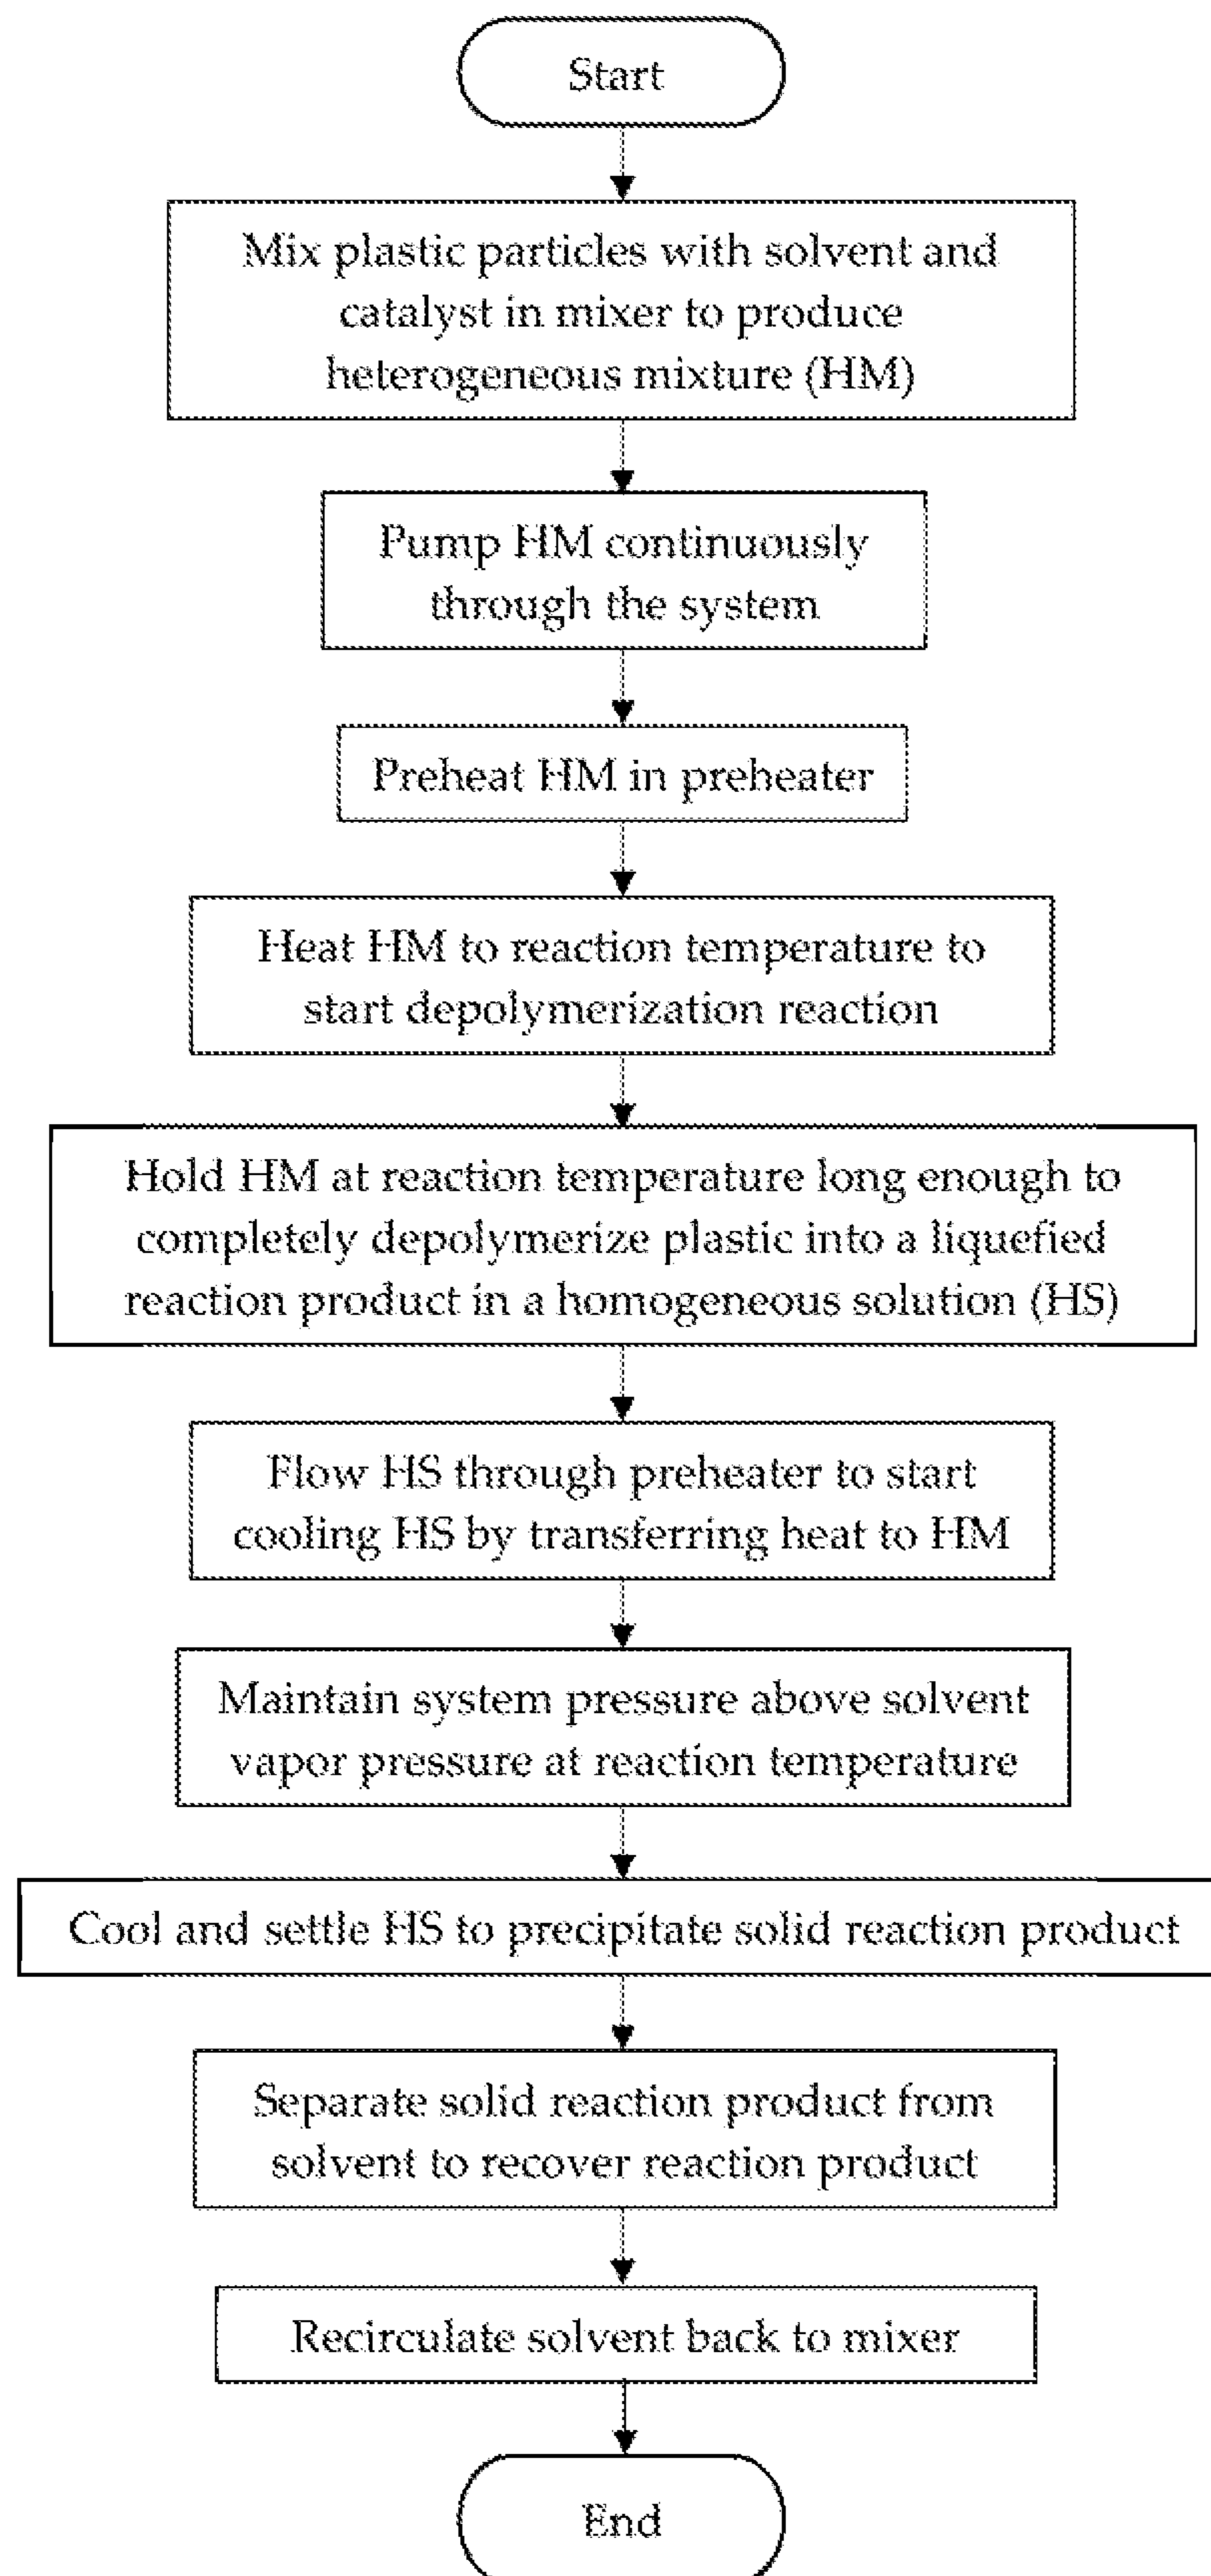 Start
Mix plastic particles with solvent and
catalyst in mixer to produce
heterogeneous mixture (HM)
Pump HM continuously
through the system
Preheat HM in preheater
Heat HM to reaction temperature to
start depolymerization reaction
Hold HM at reaction temperature long enough to
completely depolymerize plastic into a liquefied
reaction product in a homogeneous solution (HS)
Flow HS through preheater to start
cooling HS by transferring heat to HM
Maintain system pressure above solvent
vapor pressure at reaction temperature
Cool and settle HS to precipitate solid reaction product
Separate solid reaction product from
solvent to recover reaction product
Recirculate solvent back to mixer
End